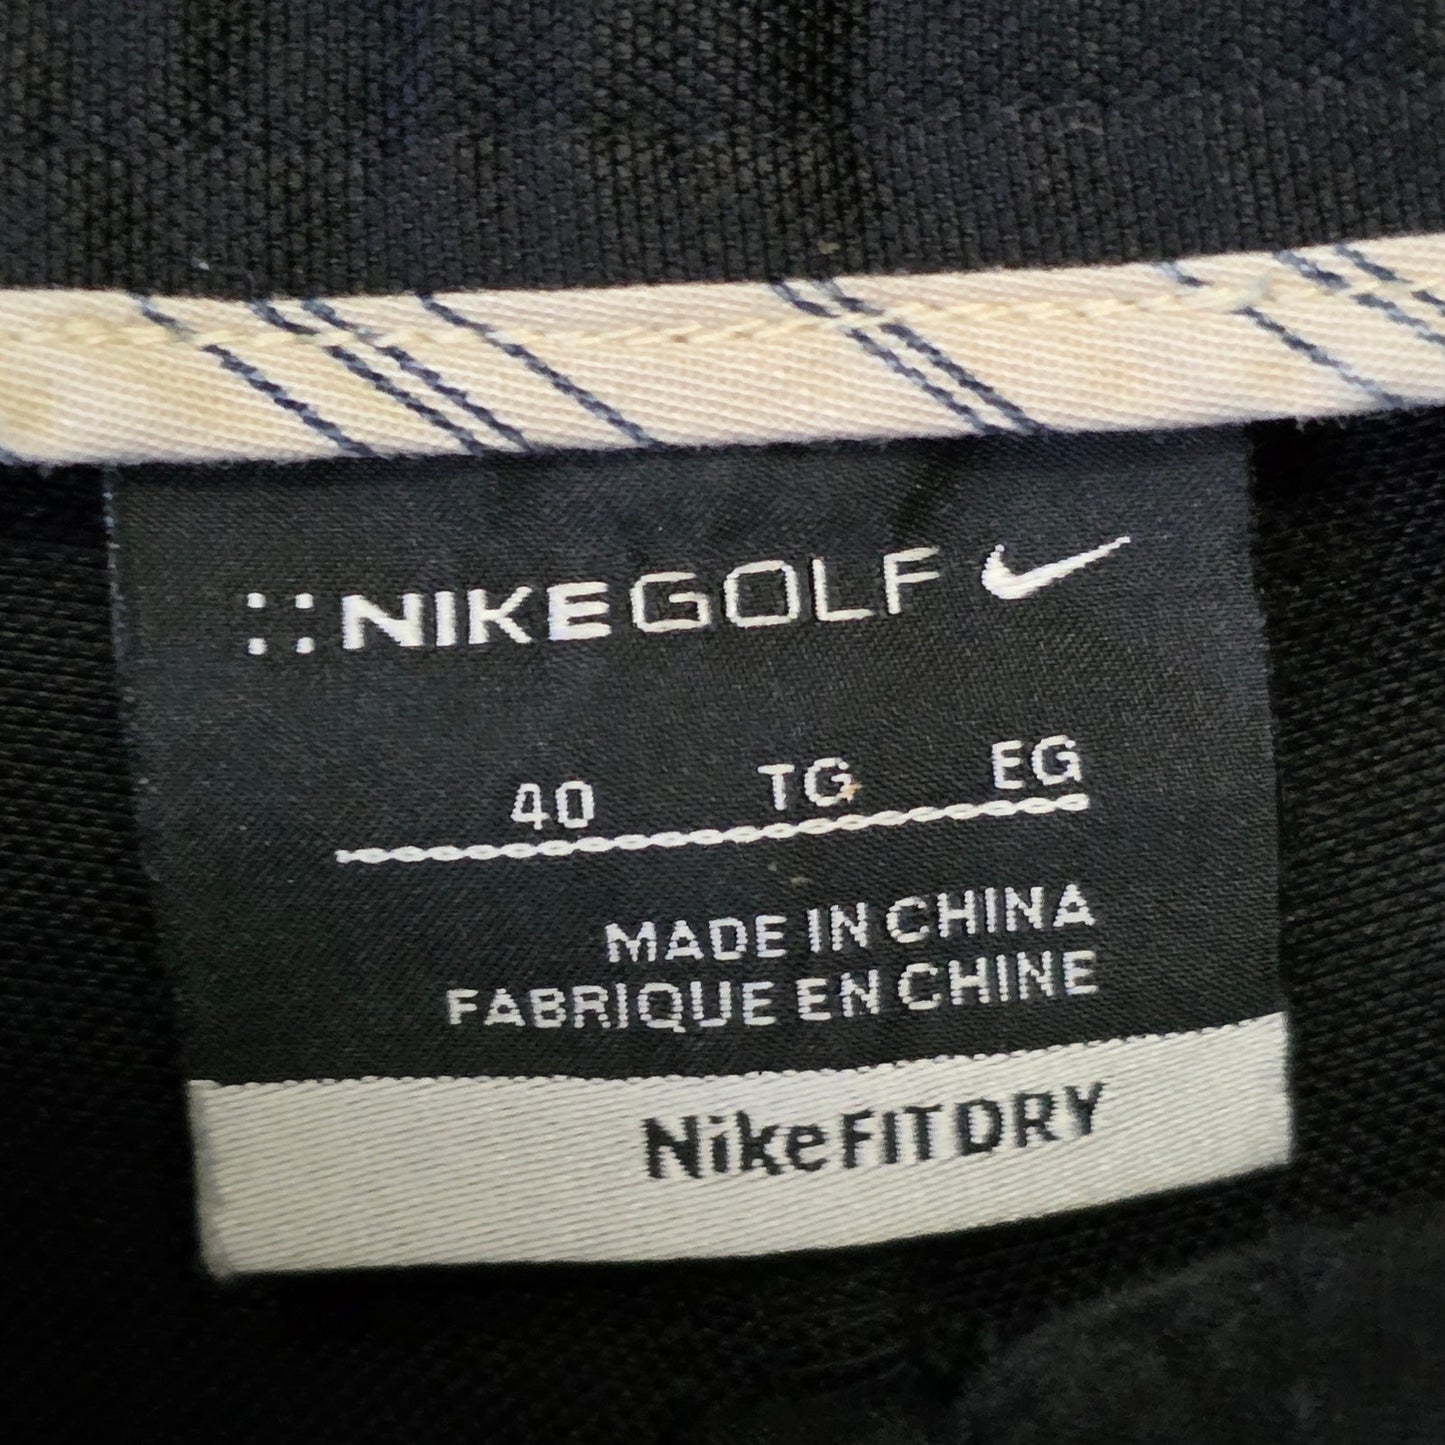 NIKEGOLF
40 TG EG
MADE IN CHINA
FABRIQUE EN CHINE
NikeFITDRY